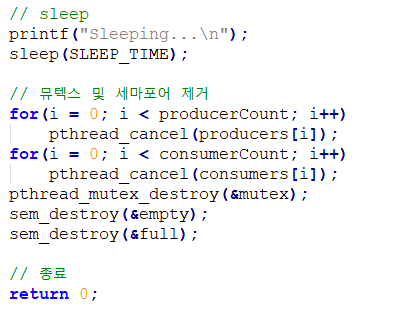 // sleep
printf("Sleeping...\n");
sleep(SLEEP_TIME);
// 뮤텍스 및 세마포어 제거
for(i = 0; i < producerCount; i++)
pthread_cancel(producers[i]);
for(i = 0; i < consumerCount; i++)
pthread_cancel(consumers[i]);
pthread_mutex_destroy(&mutex);
sem_destroy(&empty);
sem_destroy(&full);
// 종료
return 0;